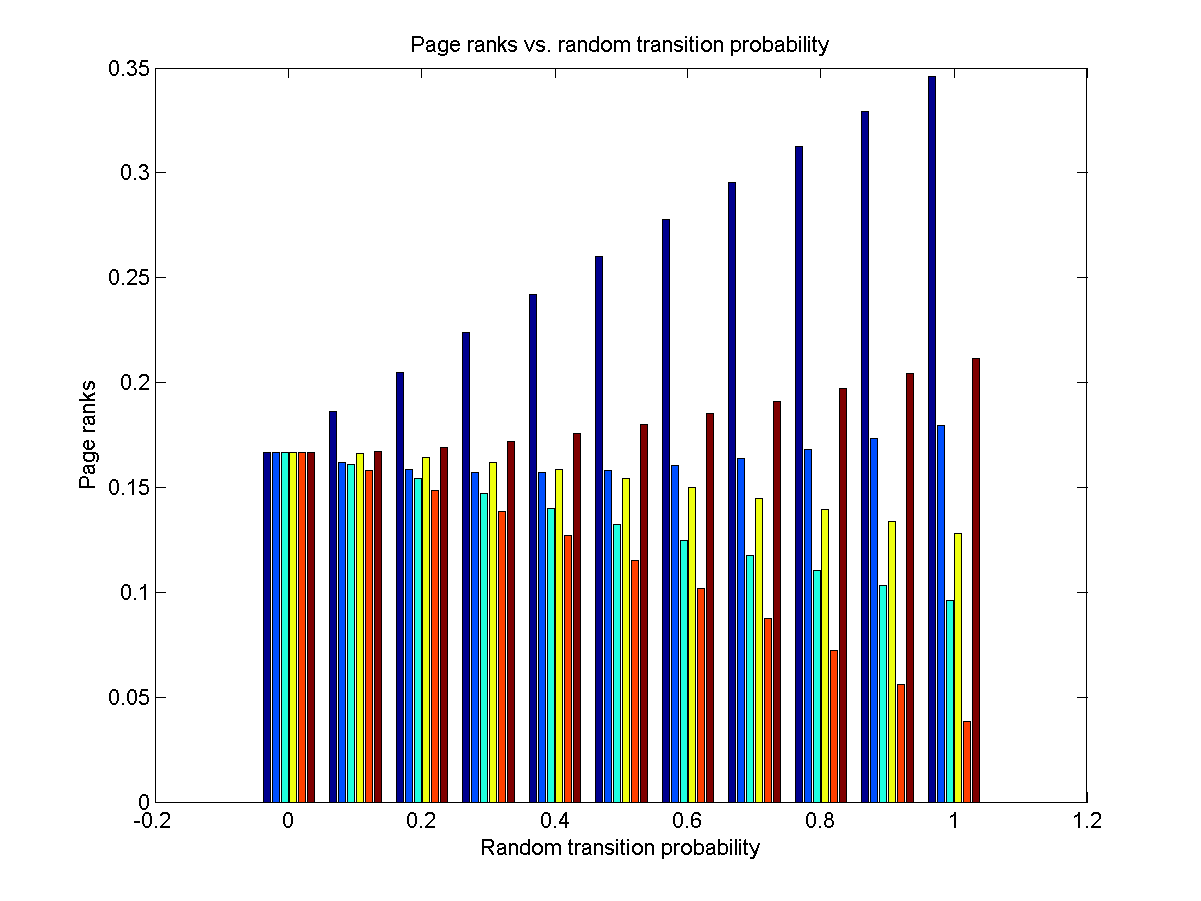 Page ranks vs. random transition probability
0.35
0.3
0.25
0.2
0.15
0.1
0.05
0
Page ranks
-0.2 0 0.2 0.4 0.6 0.8 1 1.2
Random transition probability